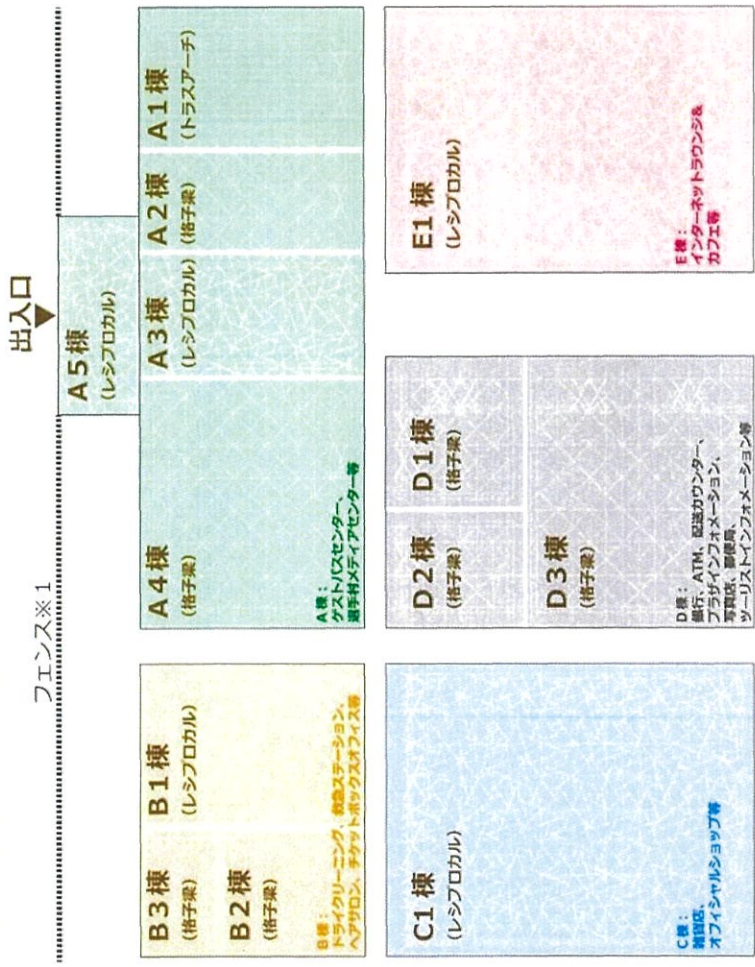 フェンス※1
出入口
▼
A5棟
(レシプロカル)
B3棟
(格子梁)
B1棟
(レシプロカル)
B2棟
(格子梁)
B棟:
ドライクリーニング、救急ステーション、
ヘアサロン、チケットボックスオフィス等
A4棟
(格子梁)
A3棟
(レシプロカル)
A2棟
(格子梁)
A1棟
(トラスアーチ)
A棟:
ゲストパスセンター、
選手村メディアセンター等
C1棟
(レシプロカル)
C棟:
雑貨店、
オフィシャルショップ等
D2棟
(格子梁)
D1棟
(格子梁)
D3棟
(格子梁)
D棟:
銀行、ATM、配送カウンター、
プラザインフォメーション、
写真店、郵便局、
ツーリストインフォメーション等
E1棟
(レシプロカル)
E棟:
インターネットラウンジ&
カフェ等